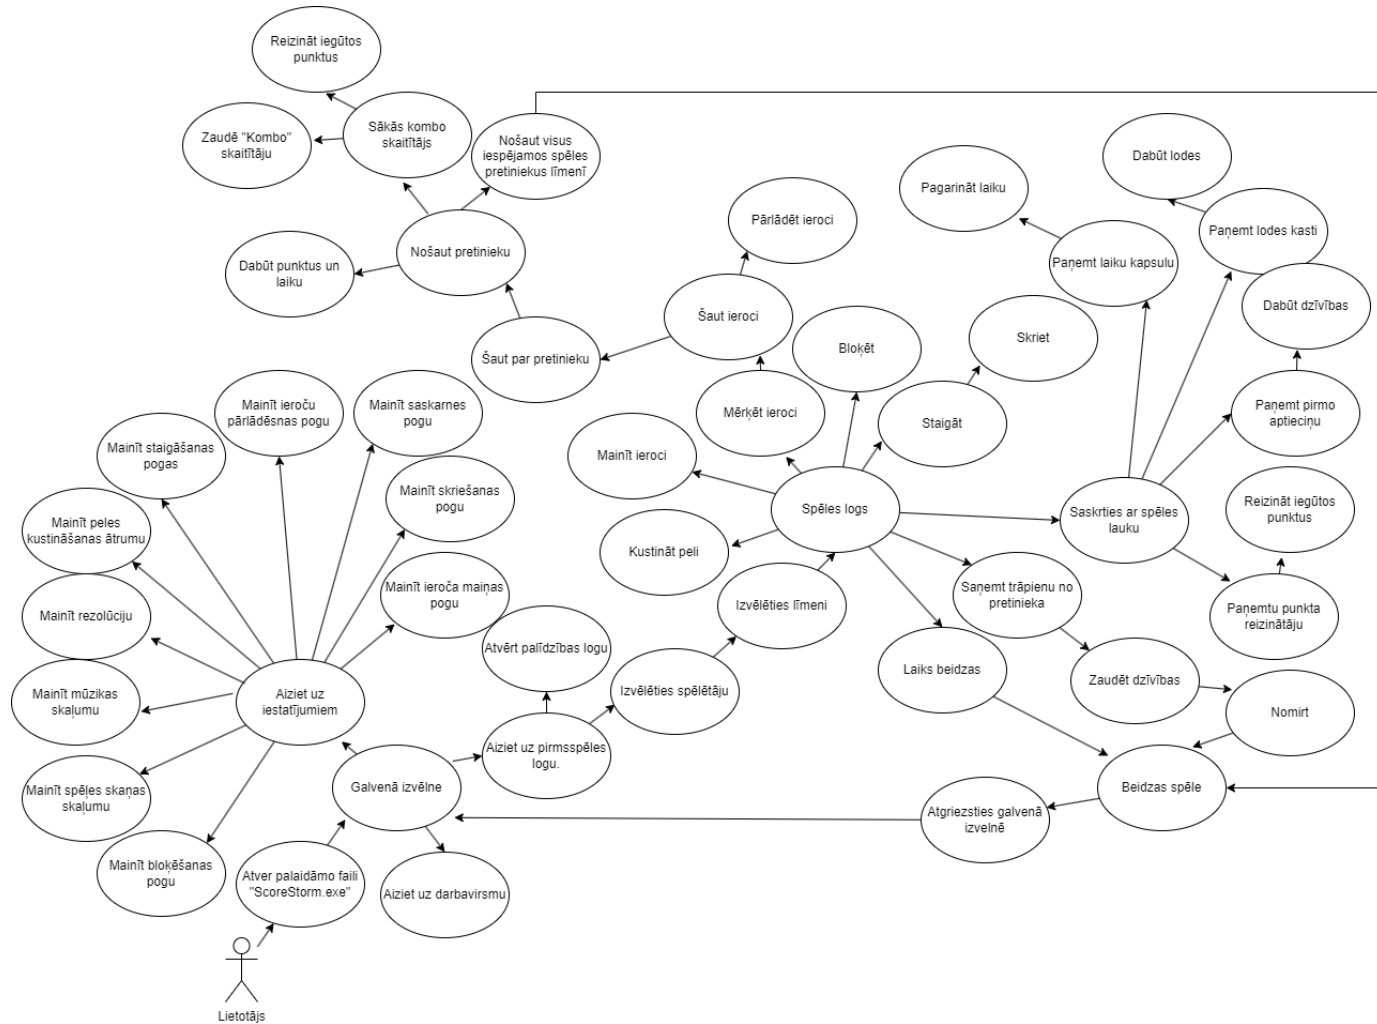 Reizināt iegūtos
punktus
Sākās kombo
skaitītājs
Zaudē "Kombo"
skaitītāju
Nošaut visus
iespējamos spēles
pretiniekus līmenī
Dabūt lodes
Pagarināt laiku
Pārlādēt ieroci
Paņemt lodes kasti
Nošaut pretinieku
Dabūt punktus un
laiku
Paņemt laiku kapsulu
Dabūt dzīvības
Šaut ieroci
Skriet
Bloķēt
Šaut par pretinieku
Mainīt ieroču
pārlādēsnas pogu
Mainīt saskarnes
pogu
Mērķēt ieroci
Staigāt
Paņemt pirmo
aptieciņu
Mainīt staigāšanas
pogas
Mainīt ieroci
Mainīt skriešanas
pogu
Spēles logs
Saskrties ar spēles
lauku
Reizināt iegūtos
punktus
Mainīt peles
kustināšanas ātrumu
Kustināt peli
Mainīt ieroča maiņas
pogu
Saņemt trāpienu no
pretinieka
Izvēlēties līmeni
Paņemtu punkta
reizinātāju
Mainīt rezolūciju
Atvērt palīdzības logu
Laiks beidzas
Zaudēt dzīvības
Izvēlēties spēlētāju
Mainīt mūzikas
skaļumu
Aiziet uz
iestatījumiem
Nomirt
Aiziet uz pirmsspēles
logu.
Mainīt spēļes skaņas
skaļumu
Galvenā izvēlne
Beidzas spēle
Atgriezsties galvenā
izvelnē
Mainīt bloķēšanas
pogu
Atver palaidāmo faili
"ScoreStorm.exe"
Aiziet uz darbavirsmu
Lietotājs